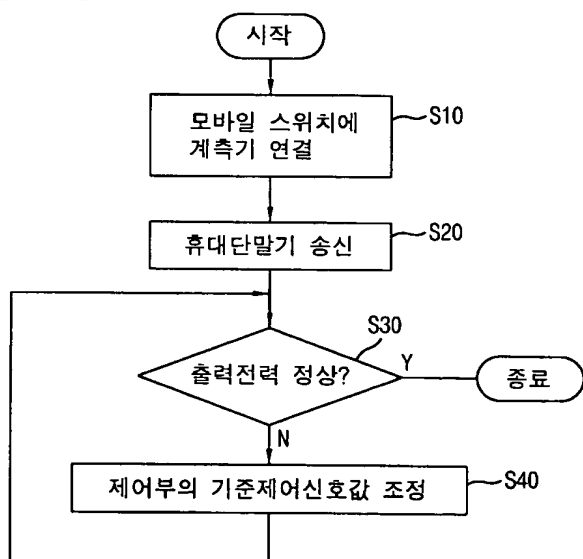 시작
모바일 스위치에
계측기 연결
S10
휴대단말기 송신
S20
S30
출력전력 정상?
Y
종료
N
제어부의 기준제어신호값 조정
S40